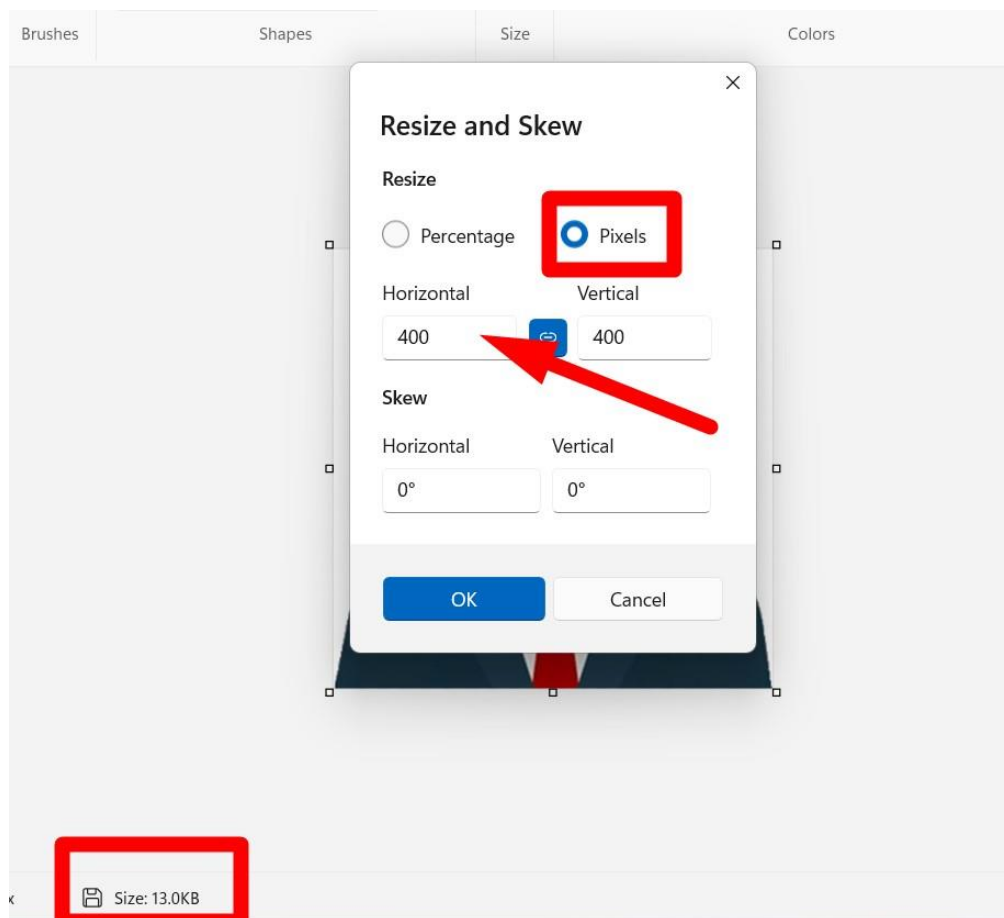 Brushes Shapes Size Colors
Resize and Skew
Resize
Percentage Pixels
Horizontal Vertical
400 400
Skew
Horizontal Vertical
0° 0°
OK Cancel
x Size: 13.0KB